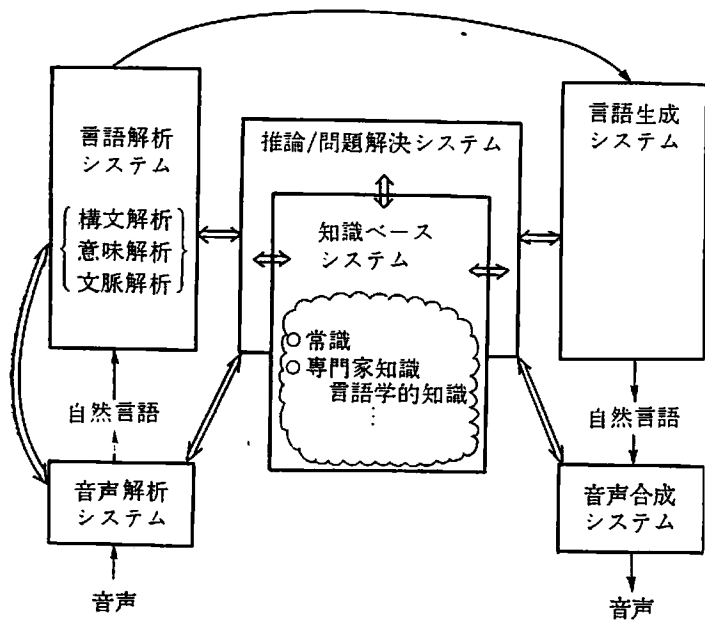 言語解析
システム
構文解析
意味解析
文脈解析
自然言語
音声解析
システム
音声
推論/問題解決システム
知識ベース
システム
○常識
○専門家知識
言語学的知識
⋮
言語生成
システム
自然言語
音声合成
システム
音声